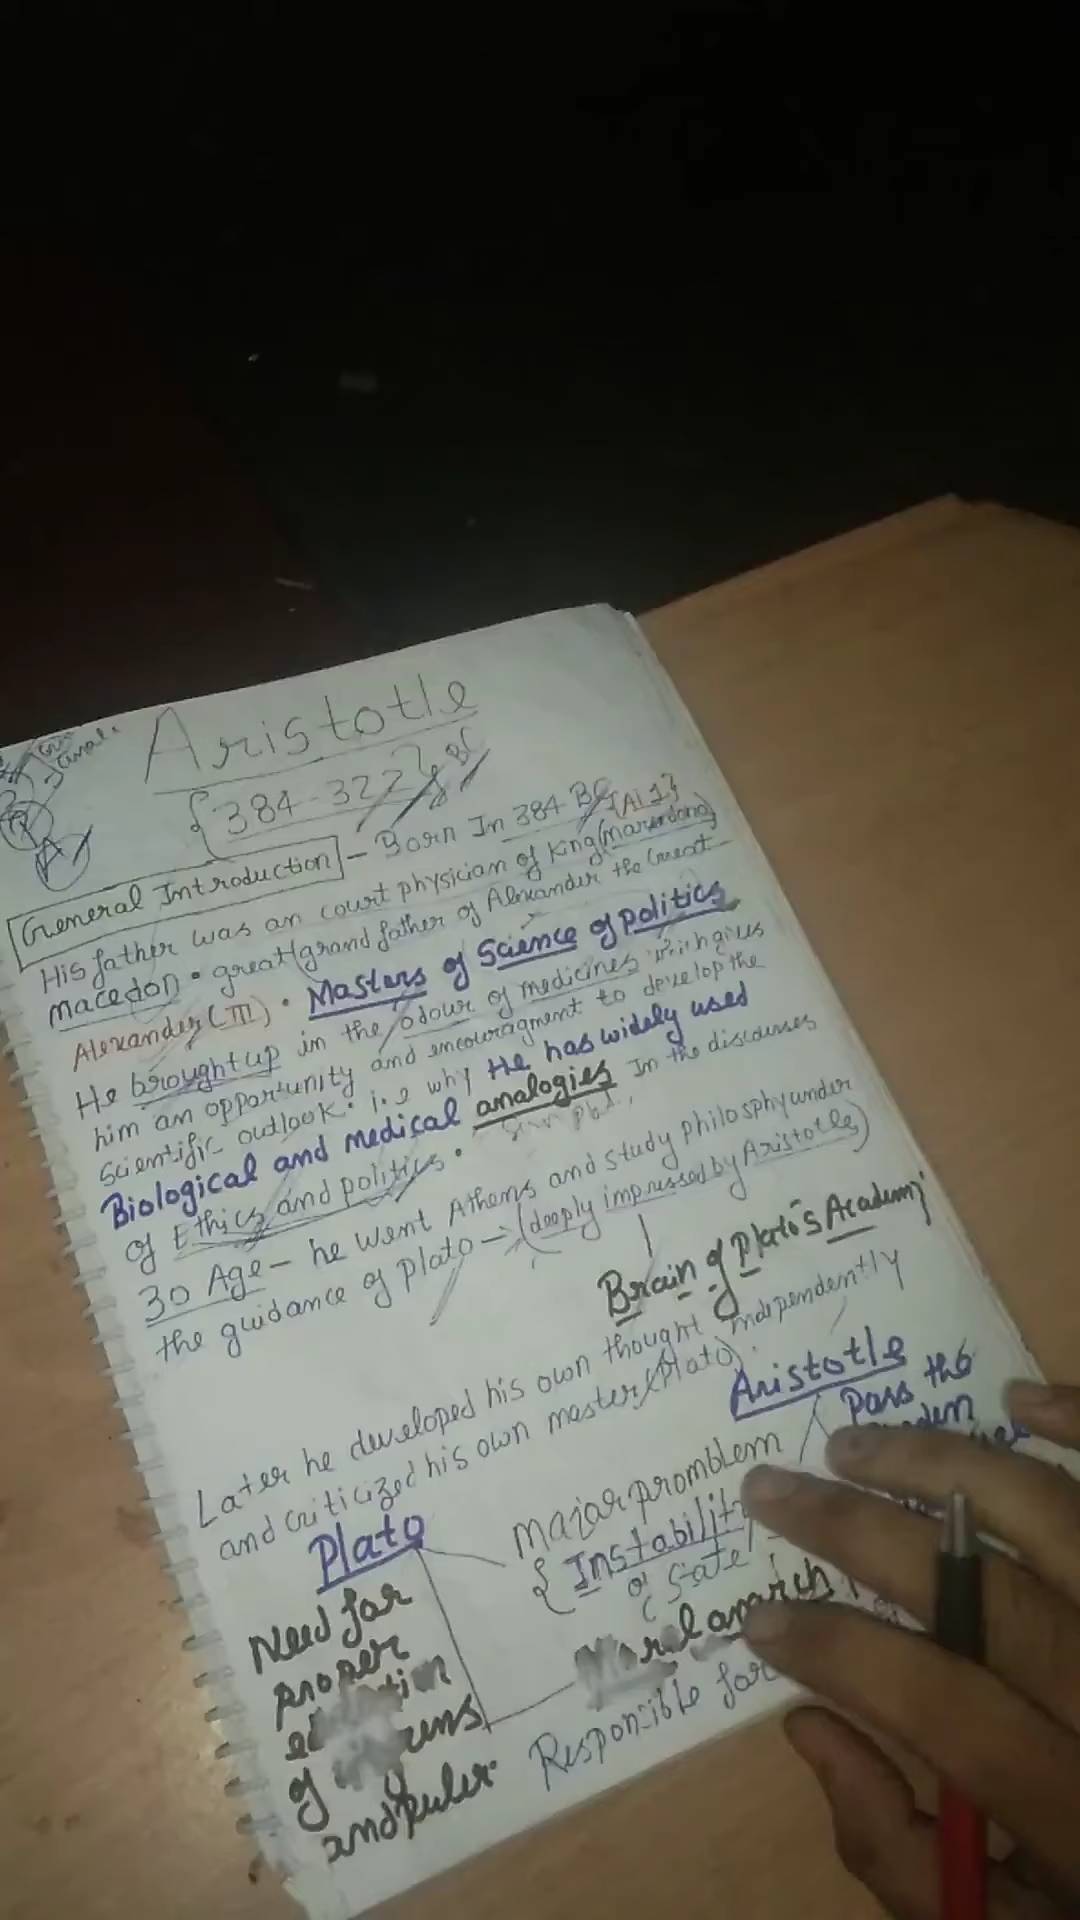 Aristotle
{384-322} BC
General Introduction - Born In 384 BC
His father was an court physician of King
macedon • great grand father of Alexander the Great
Alexander (III) • Masters of Science of politics
He brought up in the odour of medicines which gives
him an opportunity and encouragment to develop the
Scientific outlook • i.e why He has widely used
Biological and medical analogies In the discourses
of Ethics and politics •
30 Age - he went Athens and study philosphy under
the guidance of plato - (deeply impressed by Aristotle)
Brain of Plato's Academy
Later he developed his own thought independently
and criticized his own master (Plato)
Aristotle
Pass the
Plato
Major promblem
{ Instability
of State
Need for
proper
of
and Ruler
Responsible for